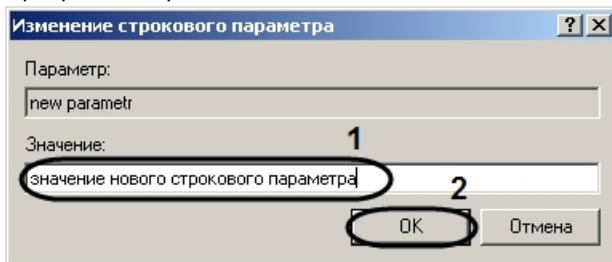 Изменение строкового параметра
Параметр:
new parametr
Значение:
1
значение нового строкового параметра
2
OK
Отмена